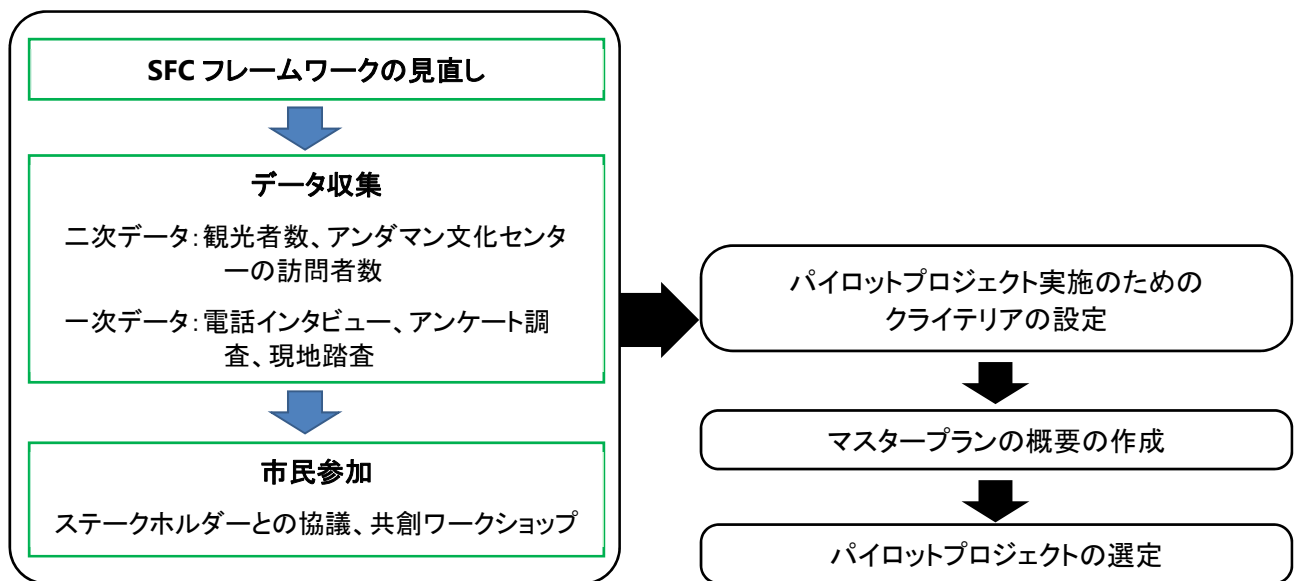 SFC フレームワークの見直し
データ収集
二次データ：観光者数、アンダマン文化センタ
ーの訪問者数
一次データ：電話インタビュー、アンケート調
査、現地踏査
市民参加
ステークホルダーとの協議、共創ワークショップ
パイロットプロジェクト実施のための
クライテリアの設定
マスタープランの概要の作成
パイロットプロジェクトの選定